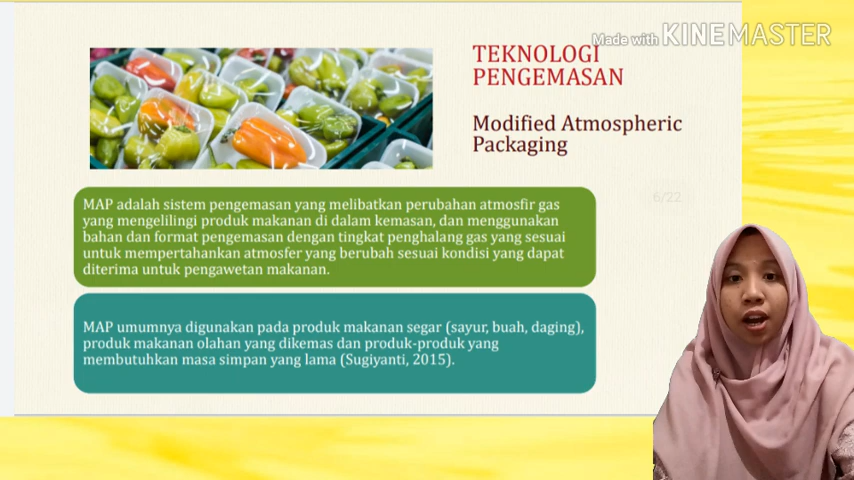 Made with KINEMASTER
TEKNOLOGI
PENGEMASAN
Modified Atmospheric
Packaging
6/22
MAP adalah sistem pengemasan yang melibatkan perubahan atmosfir gas
yang mengelilingi produk makanan di dalam kemasan, dan menggunakan
bahan dan format pengemasan dengan tingkat penghalang gas yang sesuai
untuk mempertahankan atmosfer yang berubah sesuai kondisi yang dapat
diterima untuk pengawetan makanan.
MAP umumnya digunakan pada produk makanan segar (sayur, buah, daging),
produk makanan olahan yang dikemas dan produk-produk yang
membutuhkan masa simpan yang lama (Sugiyanti, 2015).